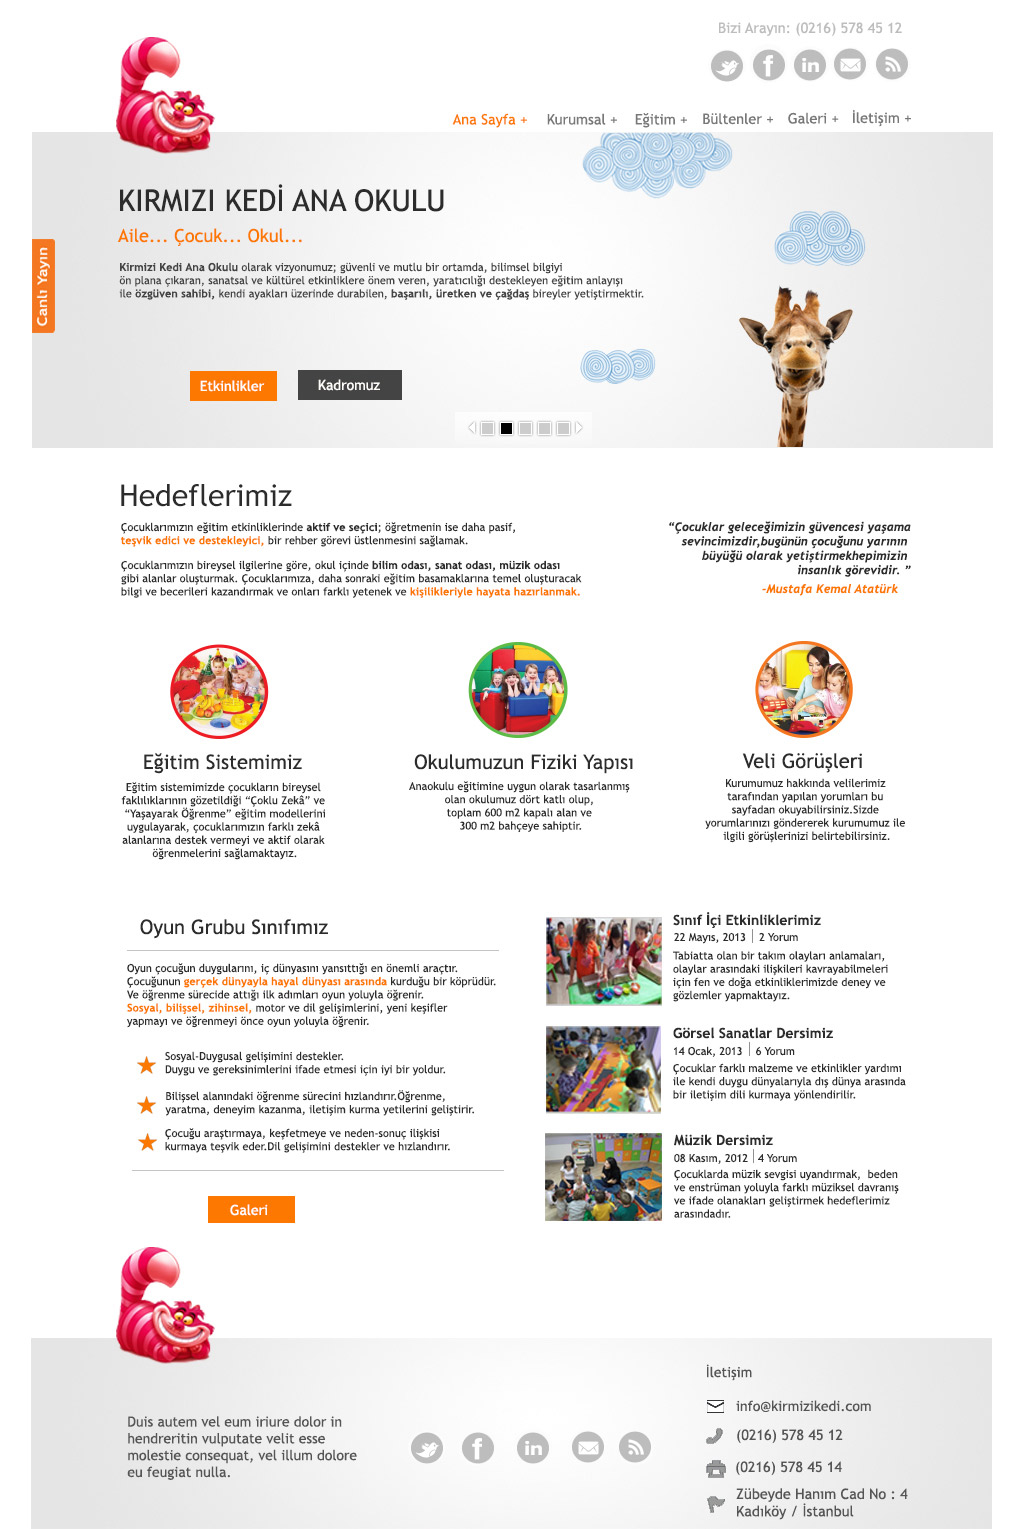 Bizi Arayın: (0216) 578 45 12
Ana Sayfa + Kurumsal + Eğitim + Bültenler + Galeri + İletişim +
KIRMIZI KEDİ ANA OKULU
Aile... Çocuk... Okul...
Canlı Yayın
Kirmizi Kedi Ana Okulu olarak vizyonumuz; güvenli ve mutlu bir ortamda, bilimsel bilgiyi
ön plana çıkaran, sanatsal ve kültürel etkinliklere önem veren, yaratıcılığı destekleyen eğitim anlayışı
ile özgüven sahibi, kendi ayakları üzerinde durabilen, başarılı, üretken ve çağdaş bireyler yetiştirmektir.
Etkinlikler
Kadromuz
Hedeflerimiz
Çocuklarımızın eğitim etkinliklerinde aktif ve seçici; öğretmenin ise daha pasif,
teşvik edici ve destekleyici, bir rehber görevi üstlenmesini sağlamak.
Çocuklarımızın bireysel ilgilerine göre, okul içinde bilim odası, sanat odası, müzik odası
gibi alanlar oluşturmak. Çocuklarımıza, daha sonraki eğitim basamaklarına temel oluşturacak
bilgi ve becerileri kazandırmak ve onları farklı yetenek ve kişilikleriyle hayata hazırlanmak.
“Çocuklar geleceğimizin güvencesi yaşama
sevincimizdir,bugünün çocuğunu yarının
büyüğü olarak yetiştirmekhepimizin
insanlık görevidir. ”
-Mustafa Kemal Atatürk
Eğitim Sistemimiz
Eğitim sistemimizde çocukların bireysel
faklılıklarının gözetildiği “Çoklu Zekâ” ve
“Yaşayarak Öğrenme” eğitim modellerini
uygulayarak, çocuklarımızın farklı zekâ
alanlarına destek vermeyi ve aktif olarak
öğrenmelerini sağlamaktayız.
Okulumuzun Fiziki Yapısı
Anaokulu eğitimine uygun olarak tasarlanmış
olan okulumuz dört katlı olup,
toplam 600 m2 kapalı alan ve
300 m2 bahçeye sahiptir.
Veli Görüşleri
Kurumumuz hakkında velilerimiz
tarafından yapılan yorumları bu
sayfadan okuyabilirsiniz.Sizde
yorumlarınızı göndererek kurumumuz ile
ilgili görüşlerinizi belirtebilirsiniz.
Oyun Grubu Sınıfımız
Oyun çocuğun duygularını, iç dünyasını yansıttığı en önemli araçtır.
Çocuğunun gerçek dünyayla hayal dünyası arasında kurduğu bir köprüdür.
Ve öğrenme sürecide attığı ilk adımları oyun yoluyla öğrenir.
Sosyal, bilişsel, zihinsel, motor ve dil gelişimlerini, yeni keşifler
yapmayı ve öğrenmeyi önce oyun yoluyla öğrenir.
Sosyal-Duygusal gelişimini destekler.
Duygu ve gereksinimlerini ifade etmesi için iyi bir yoldur.
Bilişsel alanındaki öğrenme sürecini hızlandırır.Öğrenme,
yaratma, deneyim kazanma, iletişim kurma yetilerini geliştirir.
Çocuğu araştırmaya, keşfetmeye ve neden-sonuç ilişkisi
kurmaya teşvik eder.Dil gelişimini destekler ve hızlandırır.
Galeri
Sınıf İçi Etkinliklerimiz
22 Mayıs, 2013 | 2 Yorum
Tabiatta olan bir takım olayları anlamaları,
olaylar arasındaki ilişkileri kavrayabilmeleri
için fen ve doğa etkinliklerimizde deney ve
gözlemler yapmaktayız.
Görsel Sanatlar Dersimiz
14 Ocak, 2013 | 6 Yorum
Çocuklar farklı malzeme ve etkinlikler yardımı
ile kendi duygu dünyalarıyla dış dünya arasında
bir iletişim dili kurmaya yönlendirilir.
Müzik Dersimiz
08 Kasım, 2012 | 4 Yorum
Çocuklarda müzik sevgisi uyandırmak, beden
ve enstrüman yoluyla farklı müziksel davranış
ve ifade olanakları geliştirmek hedeflerimiz
arasındadır.
Duis autem vel eum iriure dolor in
hendreritin vulputate velit esse
molestie consequat, vel illum dolore
eu feugiat nulla.
İletişim
info@kirmizikedi.com
(0216) 578 45 12
(0216) 578 45 14
Zübeyde Hanım Cad No : 4
Kadıköy / İstanbul